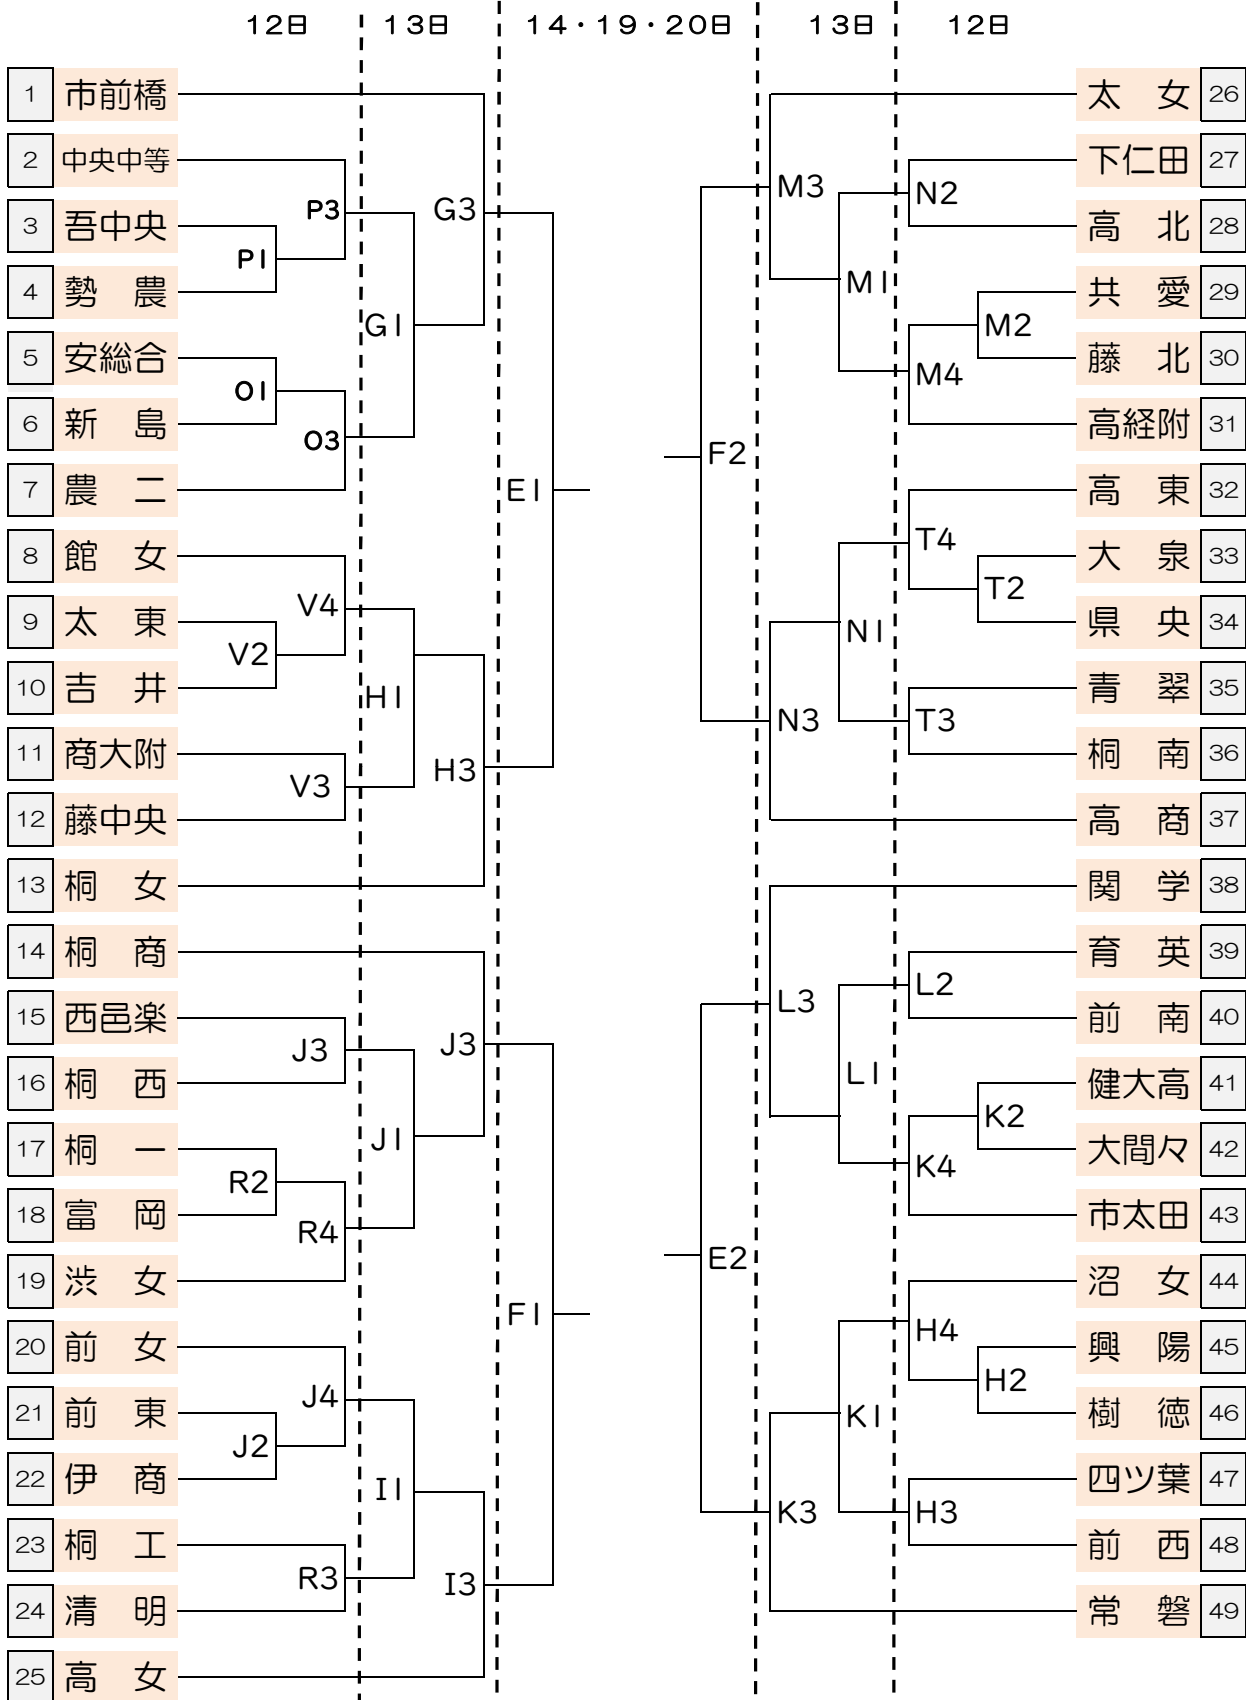 12日 13日 14・19・20日 13日 12日
1 市前橋
2 中央中等
3 吾中央
4 勢 農
5 安総合
6 新 島
7 農 二
8 館 女
9 太 東
10 吉 井
11 商大附
12 藤中央
13 桐 女
14 桐 商
15 西邑楽
16 桐 西
17 桐 一
18 富 岡
19 渋 女
20 前 女
21 前 東
22 伊 商
23 桐 工
24 清 明
25 高 女
P1
O1
V2
R2
J2
P3
O3
V4
V3
J3
R4
J4
R3
G1
H1
J1
I1
G3
H3
J3
I3
E1
F1
F2
E2
M3
N3
L3
K3
M1
N1
L1
K1
N2
M4
T4
T3
L2
K4
H4
H3
M2
T2
K2
H2
太 女 26
下仁田 27
高 北 28
共 愛 29
藤 北 30
高経附 31
高 東 32
大 泉 33
県 央 34
青 翠 35
桐 南 36
高 商 37
関 学 38
育 英 39
前 南 40
健大高 41
大間々 42
市太田 43
沼 女 44
興 陽 45
樹 徳 46
四ツ葉 47
前 西 48
常 磐 49